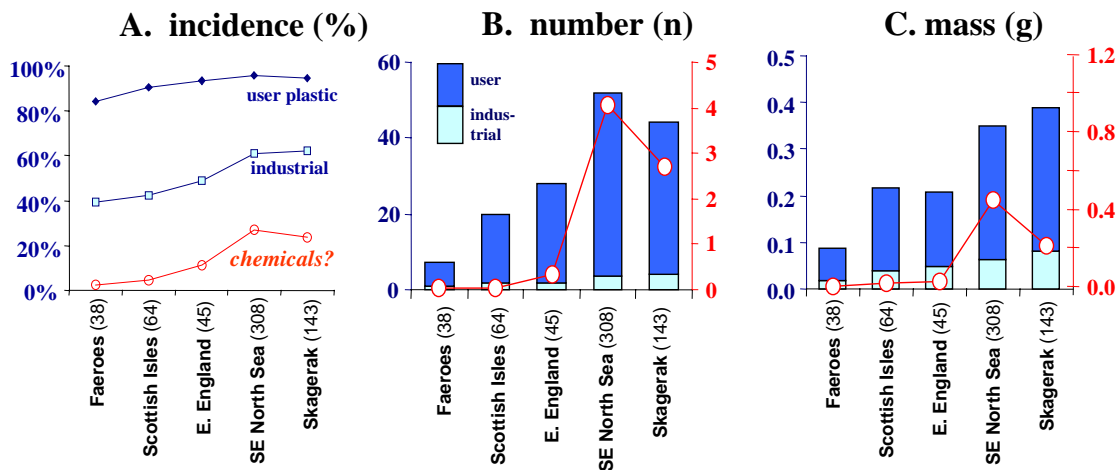 A. incidence (%)
B. number (n)
C. mass (g)
100%
80%
60%
40%
20%
0%
user plastic
industrial
chemicals?
Faeroes (38)
Scottish Isles (64)
E. England (45)
SE North Sea (308)
Skagerak (143)
60
40
20
0
user
indus-
trial
5
4
3
2
1
0
Faeroes (38)
Scottish Isles (64)
E. England (45)
SE North Sea (308)
Skagerak (143)
0.5
0.4
0.3
0.2
0.1
0.0
1.2
0.8
0.4
0.0
Faeroes (38)
Scottish Isles (64)
E. England (45)
SE North Sea (308)
Skagerak (143)